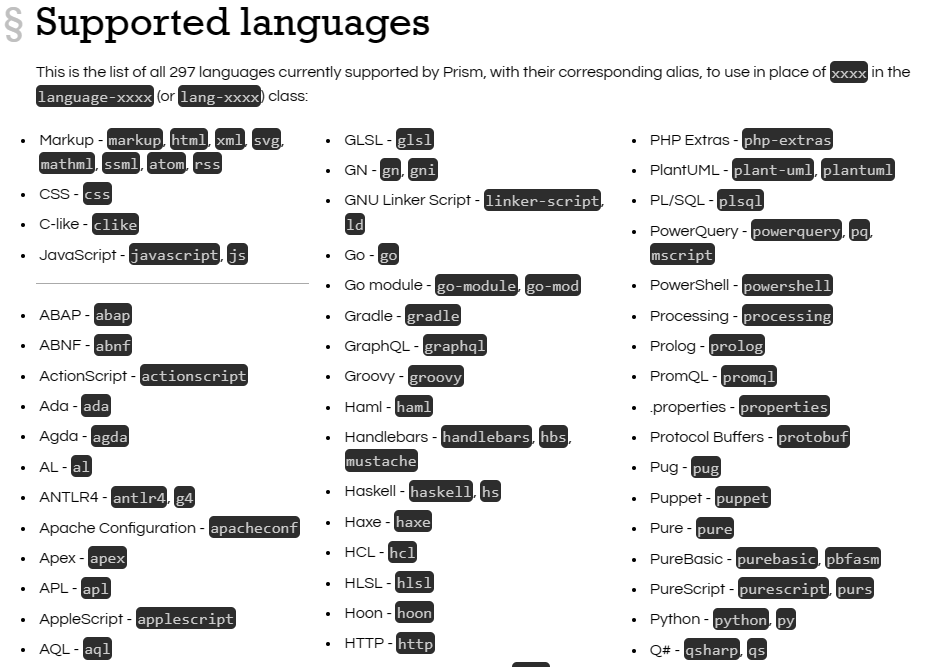 § Supported languages
This is the list of all 297 languages currently supported by Prism, with their corresponding alias, to use in place of xxxx in the
language-xxxx (or lang-xxxx) class:
• Markup - markup, html, xml, svg,
mathml, ssml, atom, rss
• CSS - css
• C-like - clike
• JavaScript - javascript, js
• ABAP - abap
• ABNF - abnf
• ActionScript - actionscript
• Ada - ada
• Agda - agda
• AL - al
• ANTLR4 - antlr4, g4
• Apache Configuration - apacheconf
• Apex - apex
• APL - apl
• AppleScript - applescript
• AQL - aql
• GLSL - glsl
• GN - gn, gni
• GNU Linker Script - linker-script,
ld
• Go - go
• Go module - go-module, go-mod
• Gradle - gradle
• GraphQL - graphql
• Groovy - groovy
• Haml - haml
• Handlebars - handlebars, hbs,
mustache
• Haskell - haskell, hs
• Haxe - haxe
• HCL - hcl
• HLSL - hlsl
• Hoon - hoon
• HTTP - http
• PHP Extras - php-extras
• PlantUML - plant-uml, plantuml
• PL/SQL - plsql
• PowerQuery - powerquery, pq,
mscript
• PowerShell - powershell
• Processing - processing
• Prolog - prolog
• PromQL - promql
• .properties - properties
• Protocol Buffers - protobuf
• Pug - pug
• Puppet - puppet
• Pure - pure
• PureBasic - purebasic, pbfasm
• PureScript - purescript, purs
• Python - python, py
• Q# - qsharp, qs